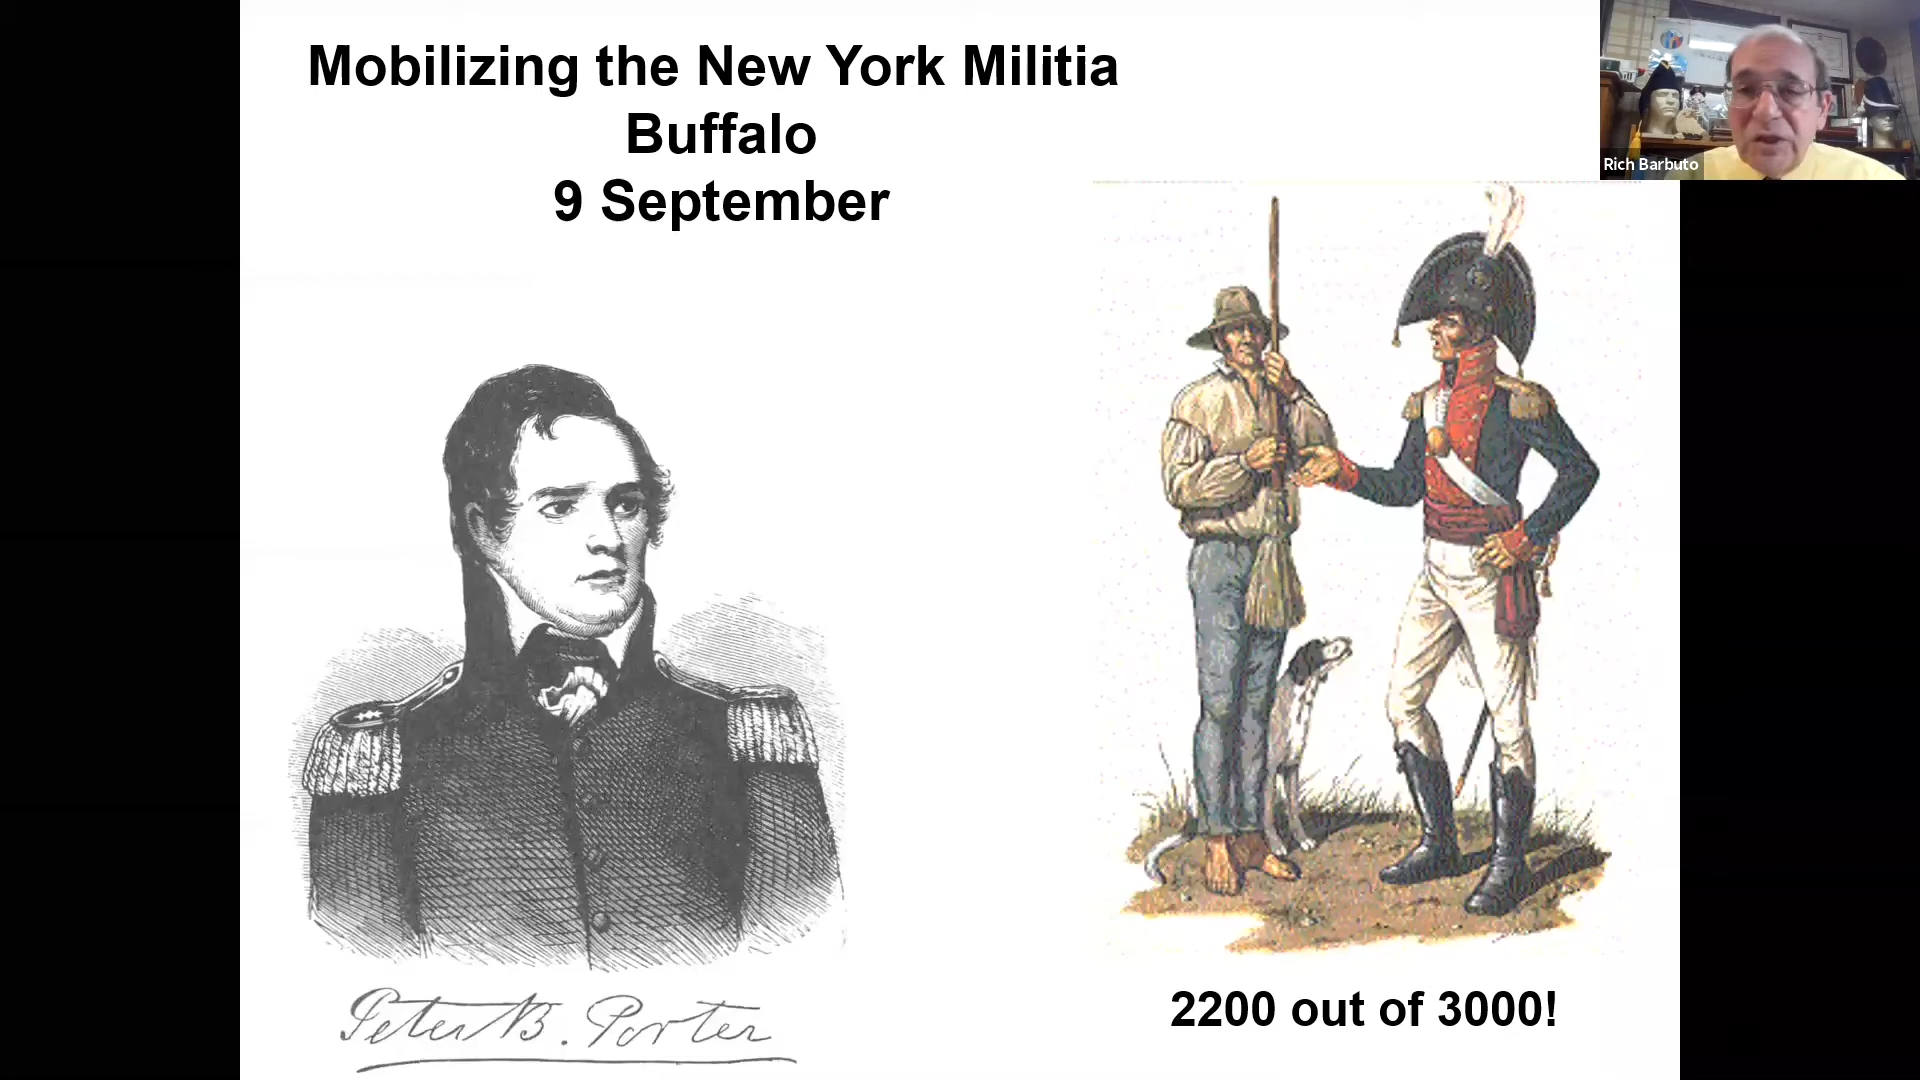 Mobilizing the New York Militia
Buffalo
9 September
Rich Barbuto
Peter B. Porter
2200 out of 3000!